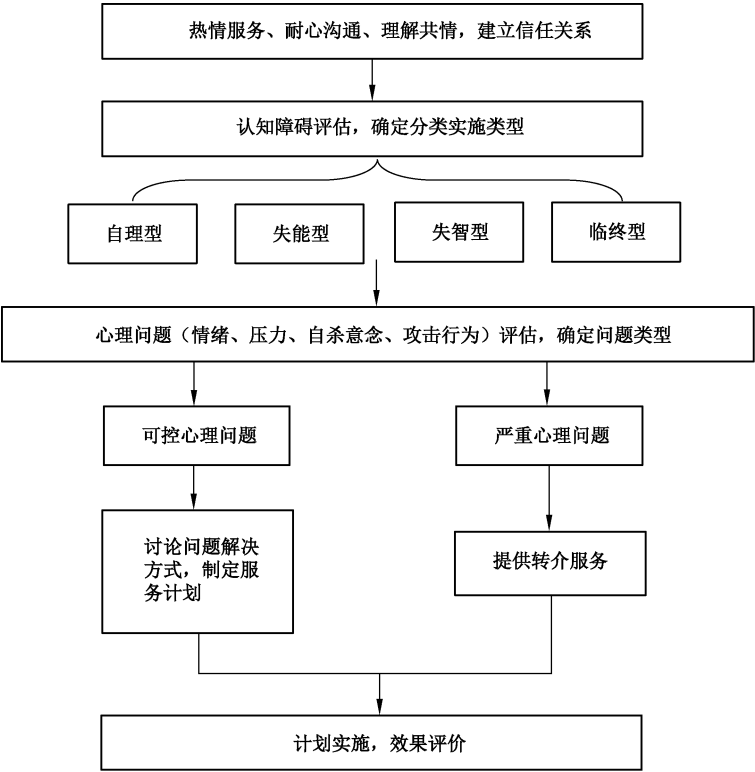 热情服务、耐心沟通、理解共情，建立信任关系
认知障碍评估，确定分类实施类型
自理型
失能型
失智型
临终型
心理问题（情绪、压力、自杀意念、攻击行为）评估，确定问题类型
可控心理问题
严重心理问题
讨论问题解决
方式，制定服
务计划
提供转介服务
计划实施，效果评价